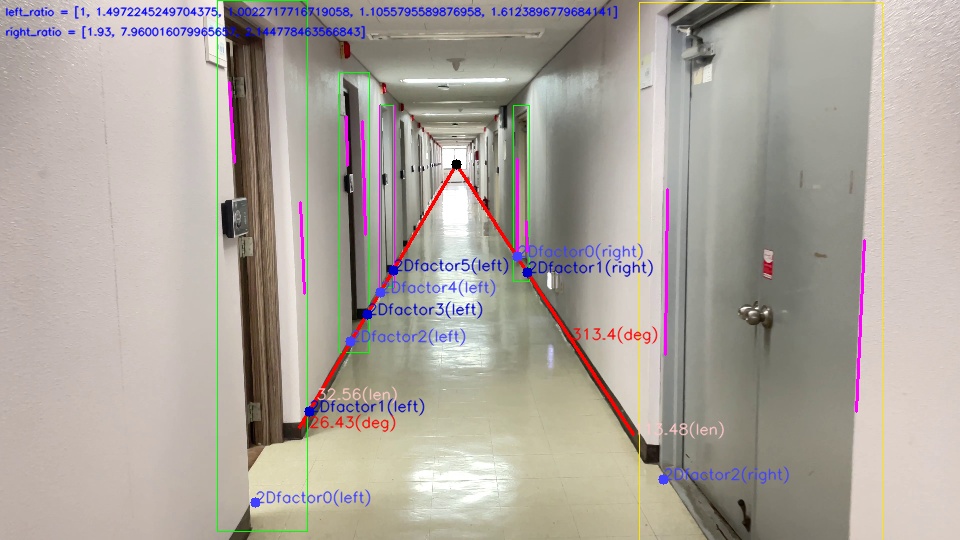 left_ratio = [1, 1.4972245249704375, 1.0022717716719058, 1.1055795589876958, 1.6123896779684141]
right_ratio = [1.93, 7.960016079965657, 2.144778463566843]
2Dfactor0(right)
2Dfactor5(left)
2Dfactor1(right)
2Dfactor4(left)
2Dfactor3(left)
2Dfactor2(left)
313.4(deg)
32.56(len)
2Dfactor1(left)
26.43(deg)
13.48(len)
2Dfactor2(right)
2Dfactor0(left)